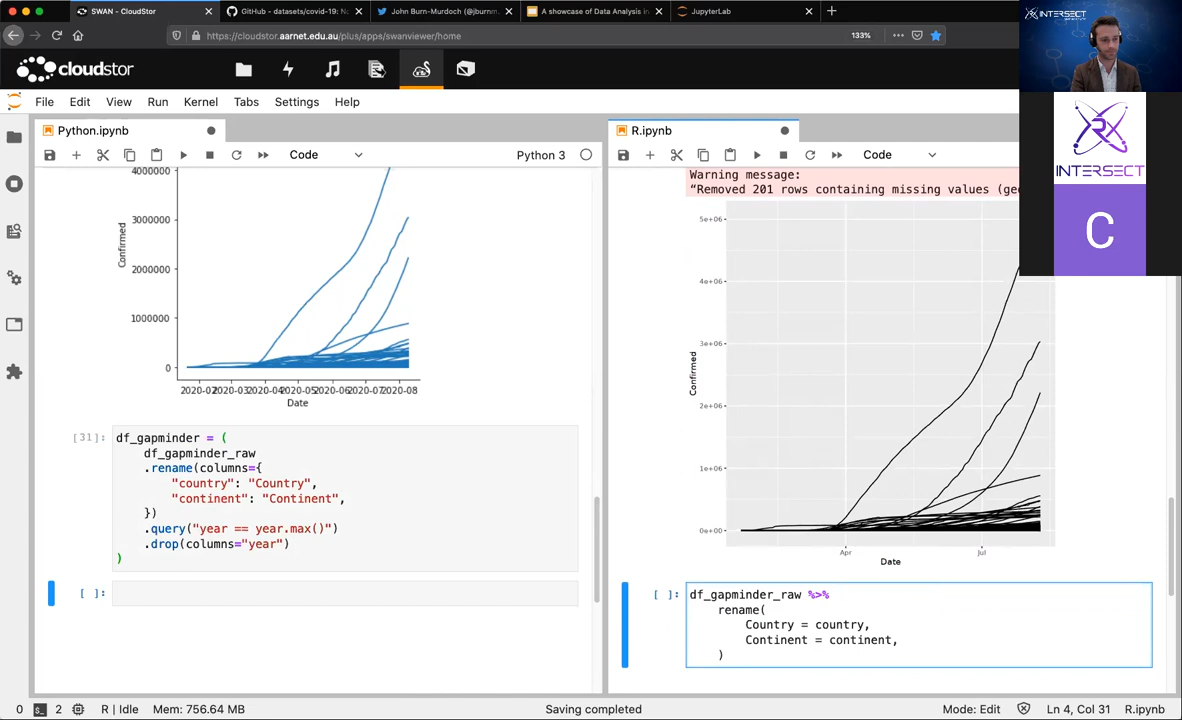 SWAN - CloudStor
GitHub - datasets/covid-19: No
John Burn-Murdoch (@jburnm
A showcase of Data Analysis in
JupyterLab
https://cloudstor.aarnet.edu.au/plus/apps/swanviewer/home
133%
INTERSECT
cloudstor
File Edit View Run Kernel Tabs Settings Help
Python.ipynb
Code
Python 3
4000000
3000000
2000000
1000000
0
Confirmed
2020-02
2020-03
2020-04
2020-05
2020-06
2020-07
2020-08
Date
[31]:
df_gapminder = (
df_gapminder_raw
.rename(columns={
"country": "Country",
"continent": "Continent",
})
.query("year == year.max()")
.drop(columns="year")
)
[ ]:
R.ipynb
Code
Warning message:
“Removed 201 rows containing missing values (geo
5e+06
4e+06
3e+06
2e+06
1e+06
0e+00
Confirmed
Apr
Jul
Date
[ ]:
df_gapminder_raw %>%
rename(
Country = country,
Continent = continent,
)
INTERSECT
C
0
2
R | Idle
Mem: 756.64 MB
Saving completed
Mode: Edit
Ln 4, Col 31
R.ipynb